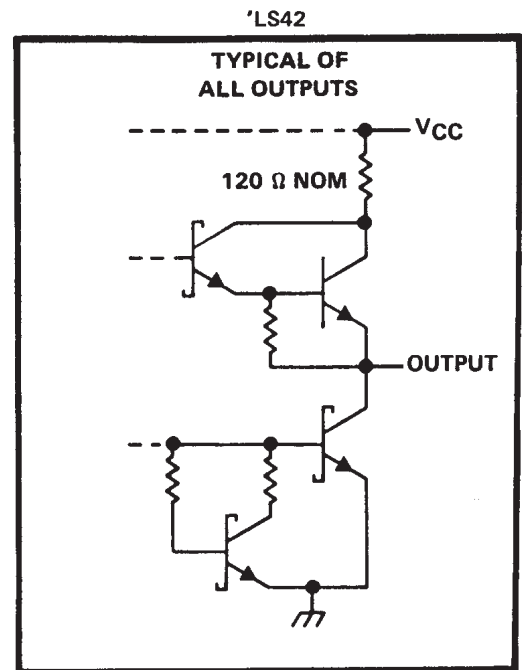 'LS42
TYPICAL OF
ALL OUTPUTS
VCC
120 Ω NOM
OUTPUT